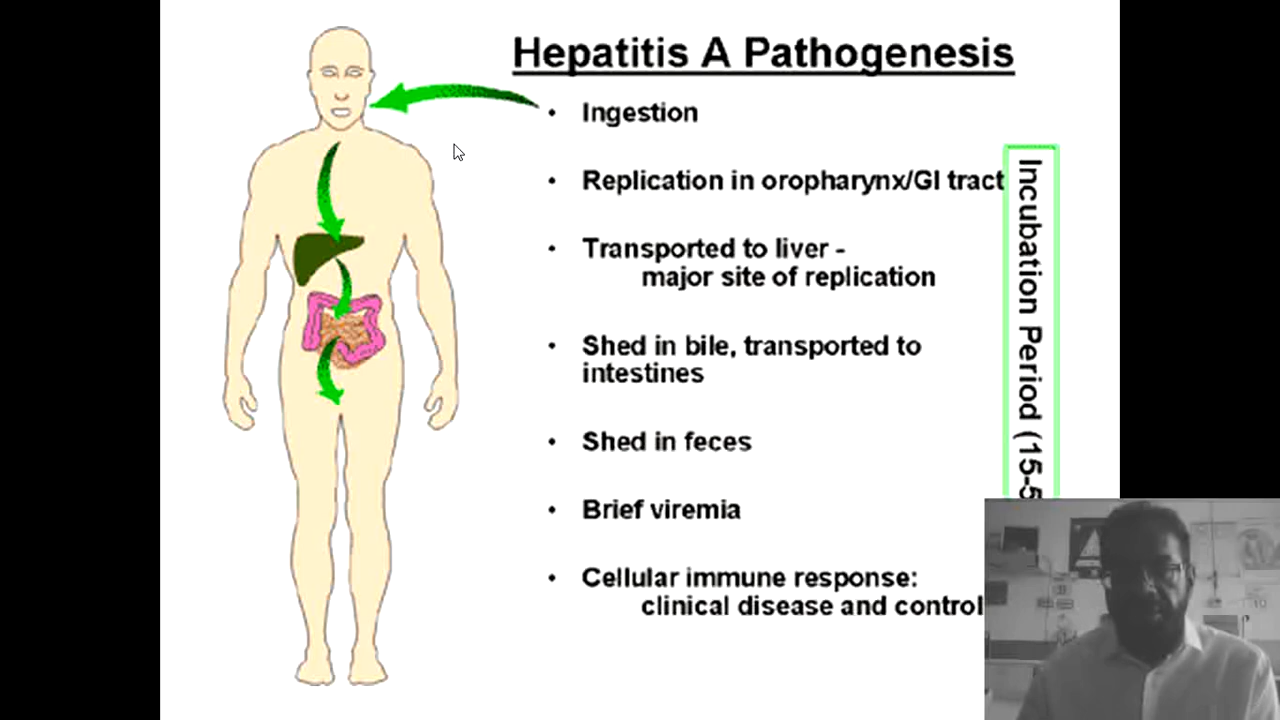 Hepatitis A Pathogenesis
• Ingestion
• Replication in oropharynx/GI tract
• Transported to liver -
major site of replication
• Shed in bile, transported to
intestines
• Shed in feces
• Brief viremia
• Cellular immune response:
clinical disease and control
Incubation Period (15-5